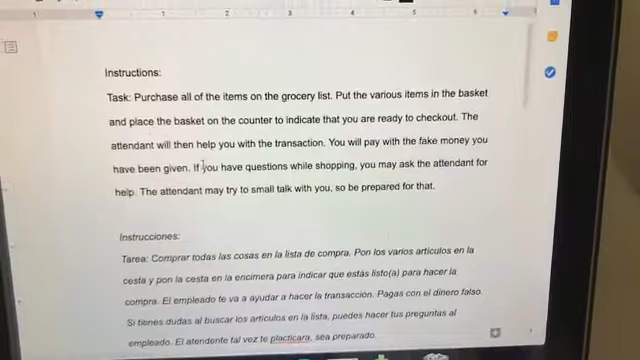 Instructions:
Task: Purchase all of the items on the grocery list. Put the various items in the basket
and place the basket on the counter to indicate that you are ready to checkout. The
attendant will then help you with the transaction. You will pay with the fake money you
have been given. If you have questions while shopping, you may ask the attendant for
help. The attendant may try to small talk with you, so be prepared for that.
Instrucciones:
Tarea: Comprar todas las cosas en la lista de compra. Pon los varios artículos en la
cesta y pon la cesta en la encimera para indicar que estás listo(a) para hacer la
compra. El empleado te va a ayudar a hacer la transacción. Pagas con el dinero falso.
Si tienes dudas al buscar los artículos en la lista, puedes hacer tus preguntas al
empleado. El atendente tal vez te placticara, sea preparado.